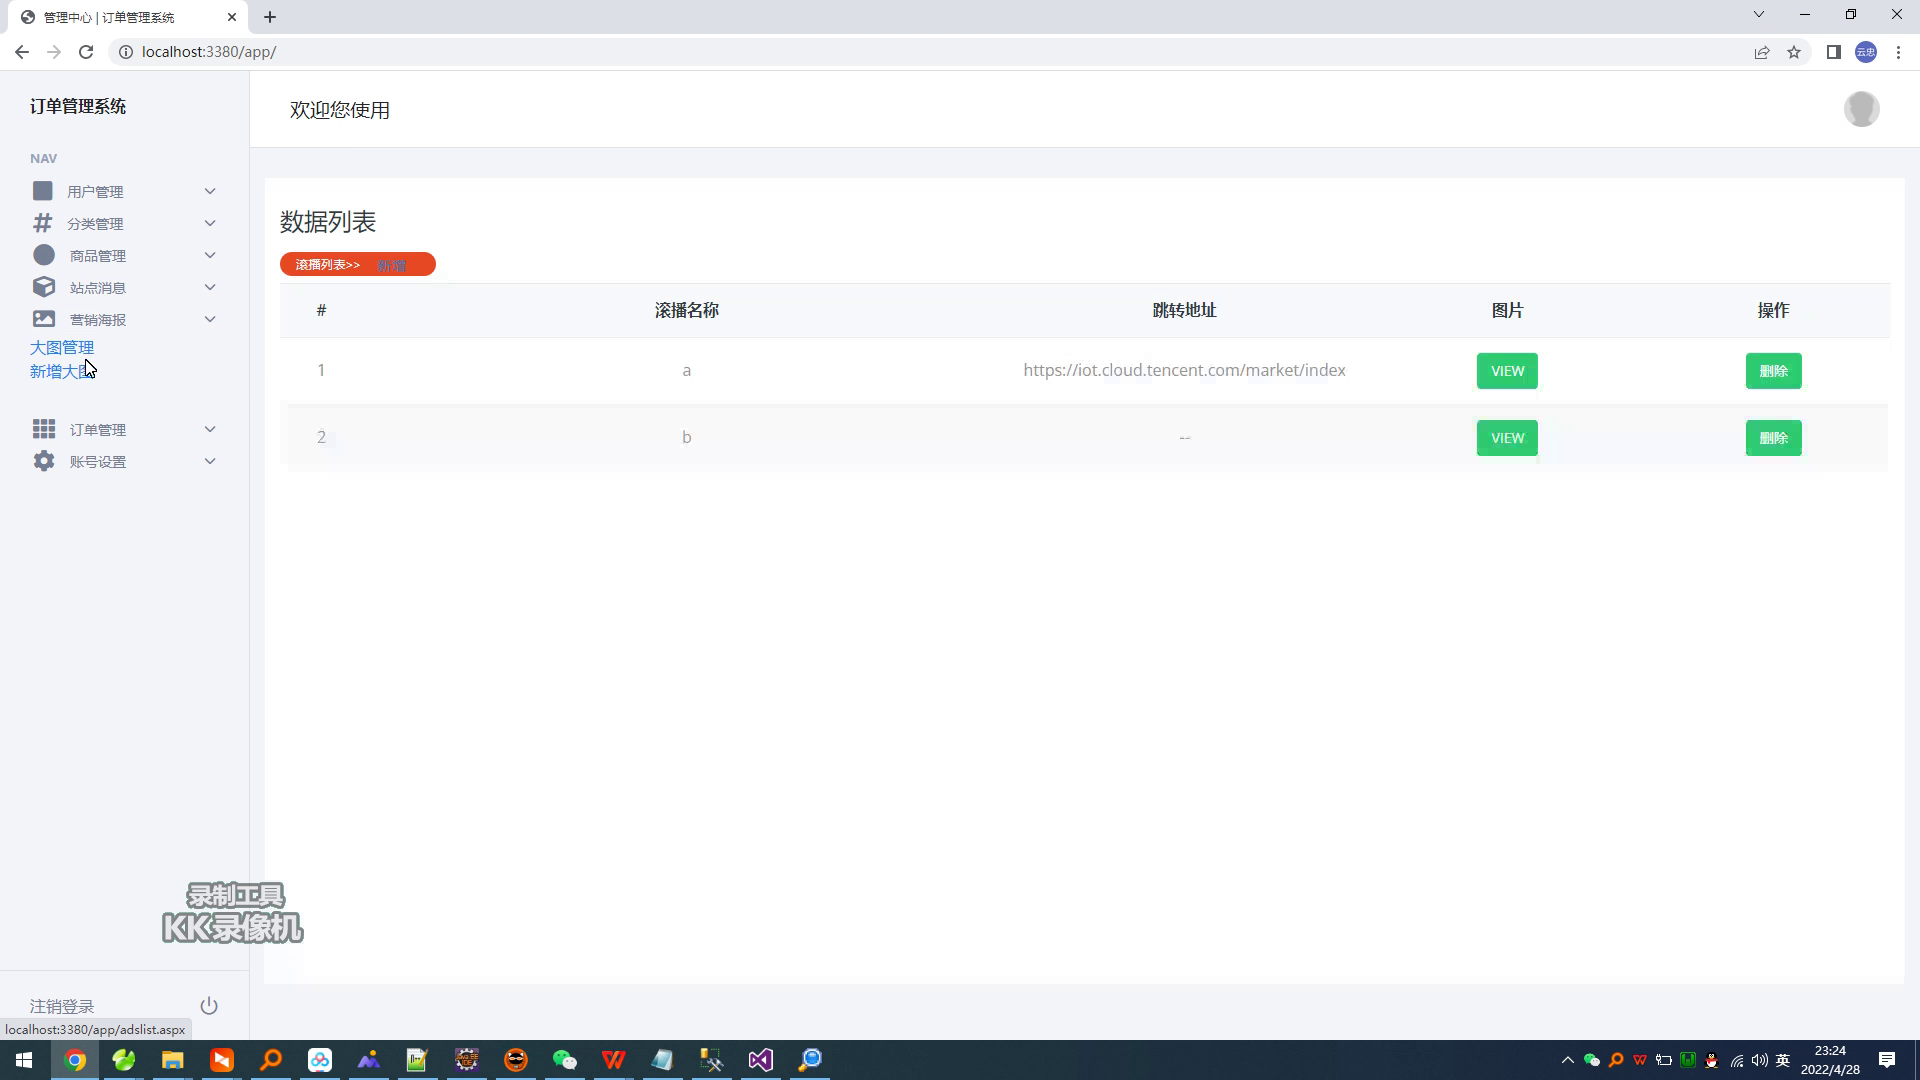 管理中心 | 订单管理系统
localhost:3380/app/
云忠
订单管理系统
欢迎您使用
NAV
用户管理
分类管理
商品管理
站点消息
营销海报
大图管理
新增大图
订单管理
账号设置
数据列表
滚播列表>> 新增
# 滚播名称 跳转地址 图片 操作
1 a https://iot.cloud.tencent.com/market/index VIEW 删除
2 b -- VIEW 删除
录制工具
KK录像机
注销登录
localhost:3380/app/adslist.aspx
英
23:24
2022/4/28